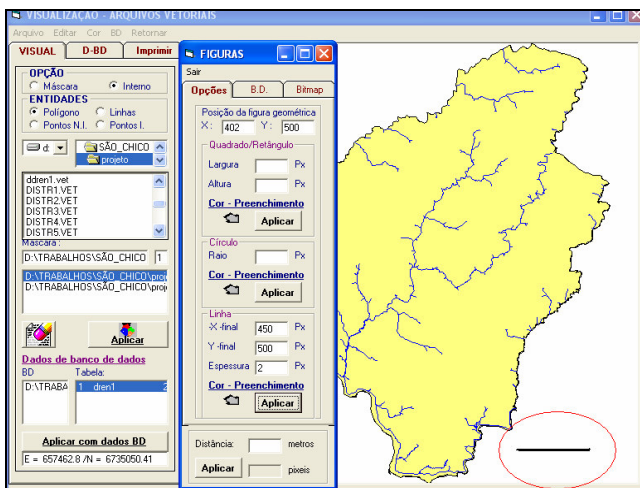 VISUALIZAÇÃO - ARQUIVOS VETORIAIS
Arquivo Editar Cor BD Retornar
VISUAL D-BD Imprimir
OPÇÃO
Máscara Interno
ENTIDADES
Polígono Linhas
Pontos N.I. Pontos I.
d: SÃO_CHICO
projeto
ddren1.vet
DISTR1.VET
DISTR2.VET
DISTR3.VET
DISTR4.VET
DISTR5.VET
Máscara :
D:\TRABALHOS\SÃO_CHICO 1
D:\TRABALHOS\SÃO_CHICO\proj
D:\TRABALHOS\SÃO_CHICO\proj
Aplicar
Dados de banco de dados
BD Tabela:
D:\TRABA 1 dren1 2
Aplicar com dados BD
E = 657462.8 /N = 6735050.41
FIGURAS
Sair
Opções B.D. Bitmap
Posição da figura geométrica
X : 402 Y : 500
Quadrado/Retângulo
Largura Px
Altura Px
Cor - Preenchimento
Aplicar
Círculo
Raio Px
Cor - Preenchimento
Aplicar
Linha
-X -final 450 Px
Y -final 500 Px
Espessura 2 Px
Cor - Preenchimento
Aplicar
Distância: metros
Aplicar pixeis